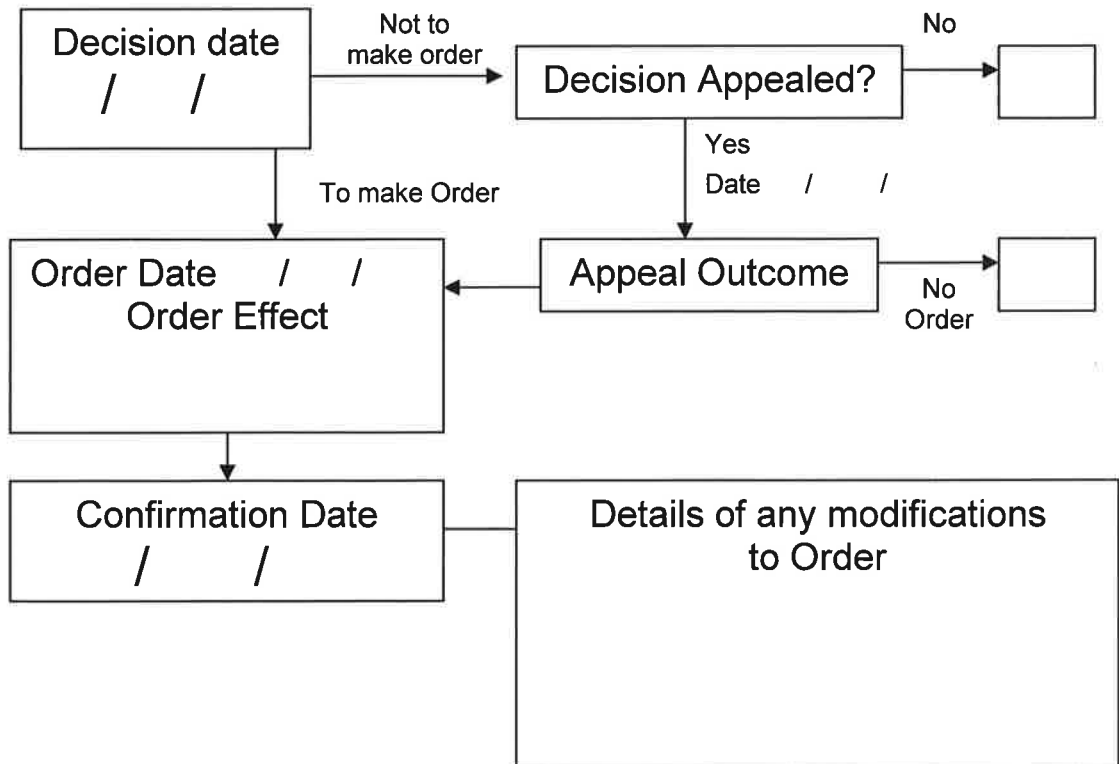 Decision date
/ /
Not to
make order
Decision Appealed?
No
Yes
Date / /
To make Order
Order Date / /
Order Effect
Appeal Outcome
No
Order
Confirmation Date
/ /
Details of any modifications
to Order